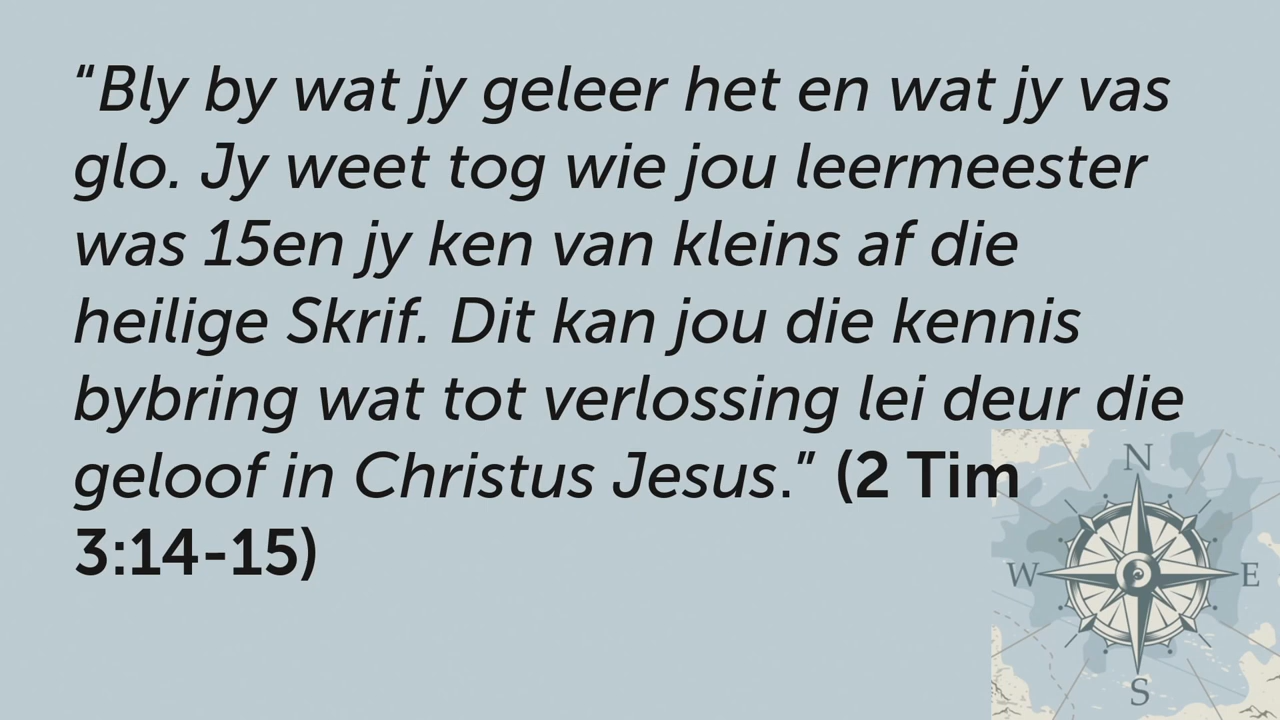 “Bly by wat jy geleer het en wat jy vas
glo. Jy weet tog wie jou leermeester
was 15en jy ken van kleins af die
heilige Skrif. Dit kan jou die kennis
bybring wat tot verlossing lei deur die
geloof in Christus Jesus.” (2 Tim
3:14-15)
N
W E
S